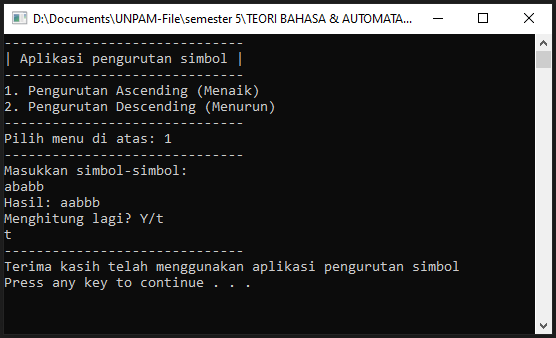 D:\Documents\UNPAM-File\semester 5\TEORI BAHASA & AUTOMATA...
------------------------------
| Aplikasi pengurutan simbol |
------------------------------
1. Pengurutan Ascending (Menaik)
2. Pengurutan Descending (Menurun)
------------------------------
Pilih menu di atas: 1
------------------------------
Masukkan simbol-simbol:
ababb
Hasil: aabbb
Menghitung lagi? Y/t
t
------------------------------
Terima kasih telah menggunakan aplikasi pengurutan simbol
Press any key to continue . . .